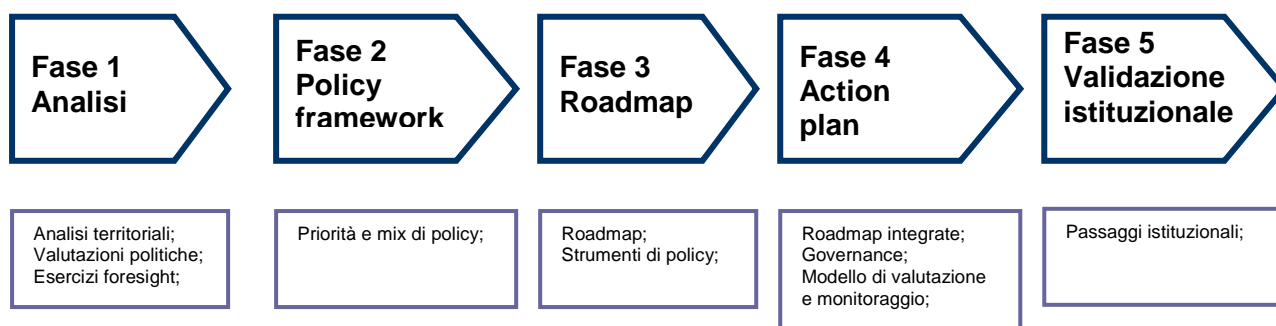 Fase 1
Analisi
Fase 2
Policy
framework
Fase 3
Roadmap
Fase 4
Action
plan
Fase 5
Validazione
istituzionale
Analisi territoriali;
Valutazioni politiche;
Esercizi foresight;
Priorità e mix di policy;
Roadmap;
Strumenti di policy;
Roadmap integrate;
Governance;
Modello di valutazione
e monitoraggio;
Passaggi istituzionali;